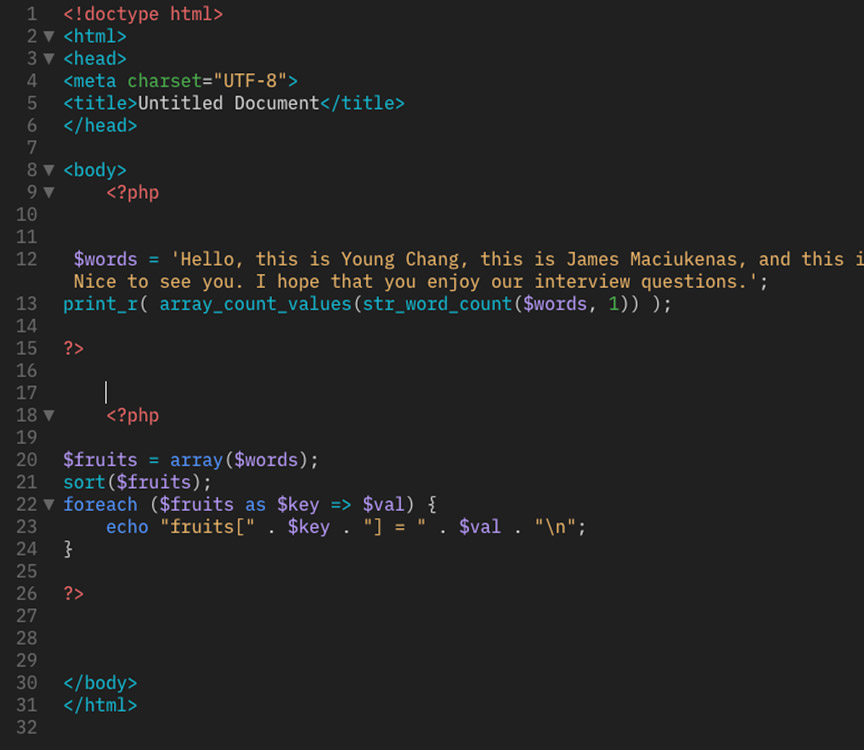 1 <!doctype html>
2 <html>
3 <head>
4 <meta charset="UTF-8">
5 <title>Untitled Document</title>
6 </head>
7
8 <body>
9 <?php
10
11
12 $words = 'Hello, this is Young Chang, this is James Maciukenas, and this
Nice to see you. I hope that you enjoy our interview questions.';
13 print_r( array_count_values(str_word_count($words, 1)) );
14
15 ?>
16
17
18 <?php
19
20 $fruits = array($words);
21 sort($fruits);
22 foreach ($fruits as $key => $val) {
23 echo "fruits[" . $key . "] = " . $val . "\n";
24 }
25
26 ?>
27
28
29
30 </body>
31 </html>
32